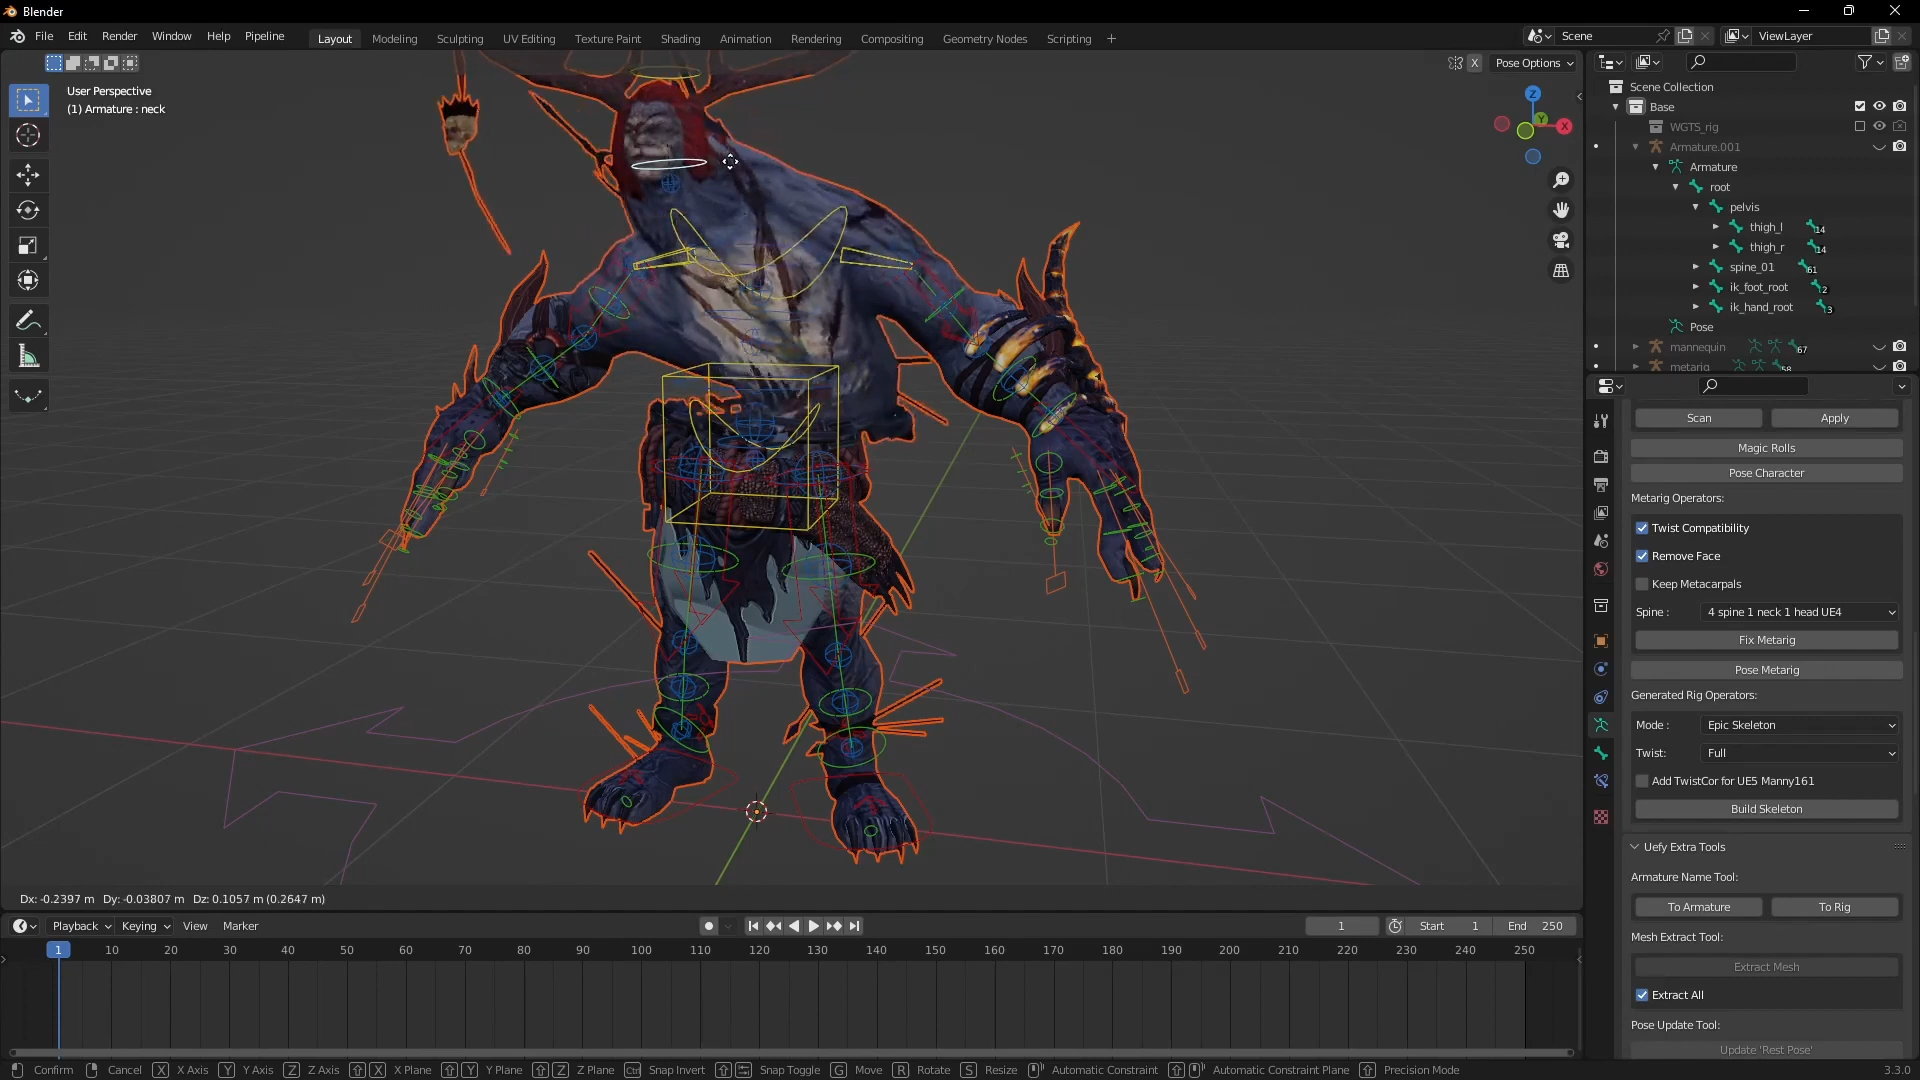 Blender
File Edit Render Window Help Pipeline Layout Modeling Sculpting UV Editing Texture Paint Shading Animation Rendering Compositing Geometry Nodes Scripting + Scene ViewLayer
X Pose Options
User Perspective
(1) Armature : neck
Z
Y
X
Scene Collection
Base
WGTS_rig
Armature.001
Armature
root
pelvis
thigh_l 14
thigh_r 14
spine_01 61
ik_foot_root 2
ik_hand_root 3
Pose
mannequin 67
metarig 58
Scan Apply
Magic Rolls
Pose Character
Metarig Operators:
Twist Compatibility
Remove Face
Keep Metacarpals
Spine : 4 spine 1 neck 1 head UE4
Fix Metarig
Pose Metarig
Generated Rig Operators:
Mode : Epic Skeleton
Twist: Full
Add TwistCor for UE5 Manny161
Build Skeleton
Uefy Extra Tools
Armature Name Tool:
To Armature To Rig
Mesh Extract Tool:
Extract Mesh
Extract All
Pose Update Tool:
Update 'Rest Pose'
Dx: -0.2397 m Dy: -0.03807 m Dz: 0.1057 m (0.2647 m)
Playback Keying View Marker 1 Start 1 End 250
1 10 20 30 40 50 60 70 80 90 100 110 120 130 140 150 160 170 180 190 200 210 220 230 240 250
Confirm Cancel X X Axis Y Y Axis Z Z Axis X X Plane Y Y Plane Z Z Plane Ctrl Snap Invert Snap Toggle G Move R Rotate S Resize Automatic Constraint Automatic Constraint Plane Precision Mode 3.3.0